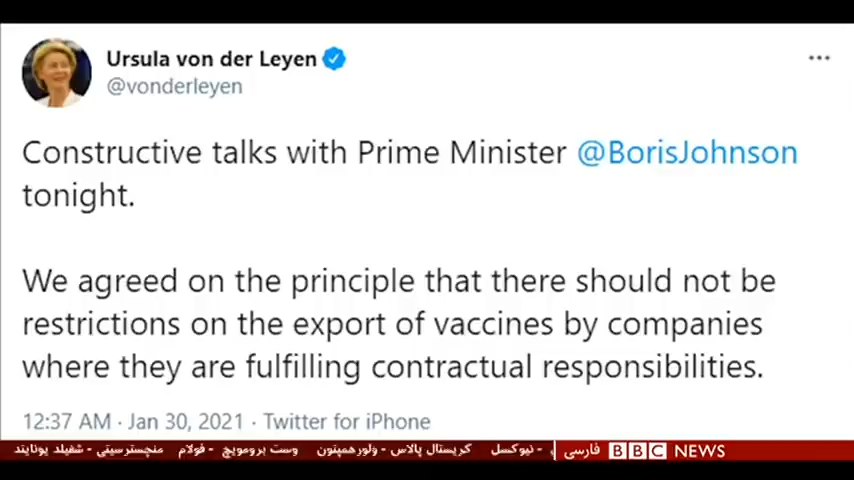 Ursula von der Leyen
@vonderleyen
Constructive talks with Prime Minister @BorisJohnson
tonight.
We agreed on the principle that there should not be
restrictions on the export of vaccines by companies
where they are fulfilling contractual responsibilities.
12:37 AM · Jan 30, 2021 · Twitter for iPhone
نیوکسل - کریستال پالاس - ولورهمپتون وست برومویچ - فولام منچسترسیتی - شفیلد یونایتد
BBC NEWS فارسی